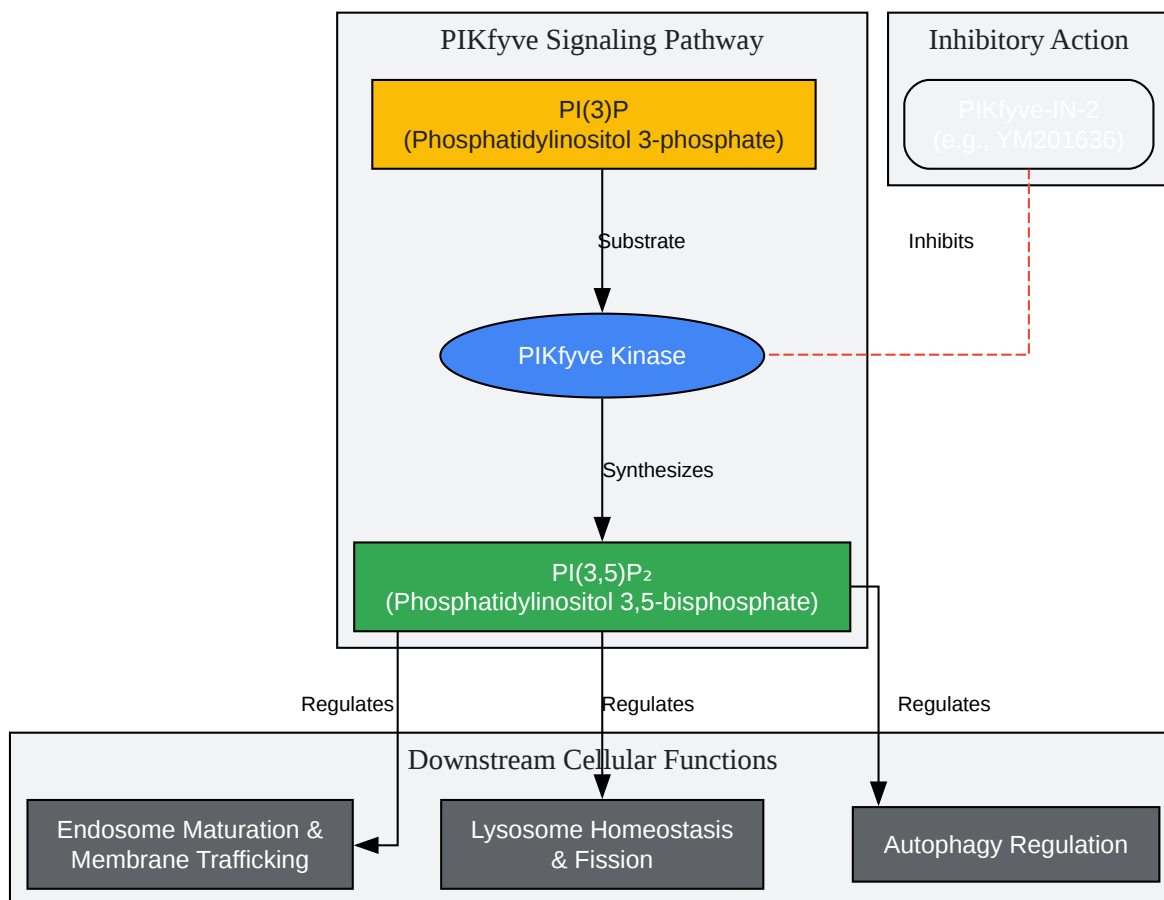 PIKfyve Signaling Pathway
Inhibitory Action
PI(3)P
(Phosphatidylinositol 3-phosphate)
PIKfyve-IN-2
(e.g., YM201636)
Substrate
Inhibits
PIKfyve Kinase
Synthesizes
PI(3,5)P₂
(Phosphatidylinositol 3,5-bisphosphate)
Regulates
Regulates
Regulates
Downstream Cellular Functions
Endosome Maturation &
Membrane Trafficking
Lysosome Homeostasis
& Fission
Autophagy Regulation